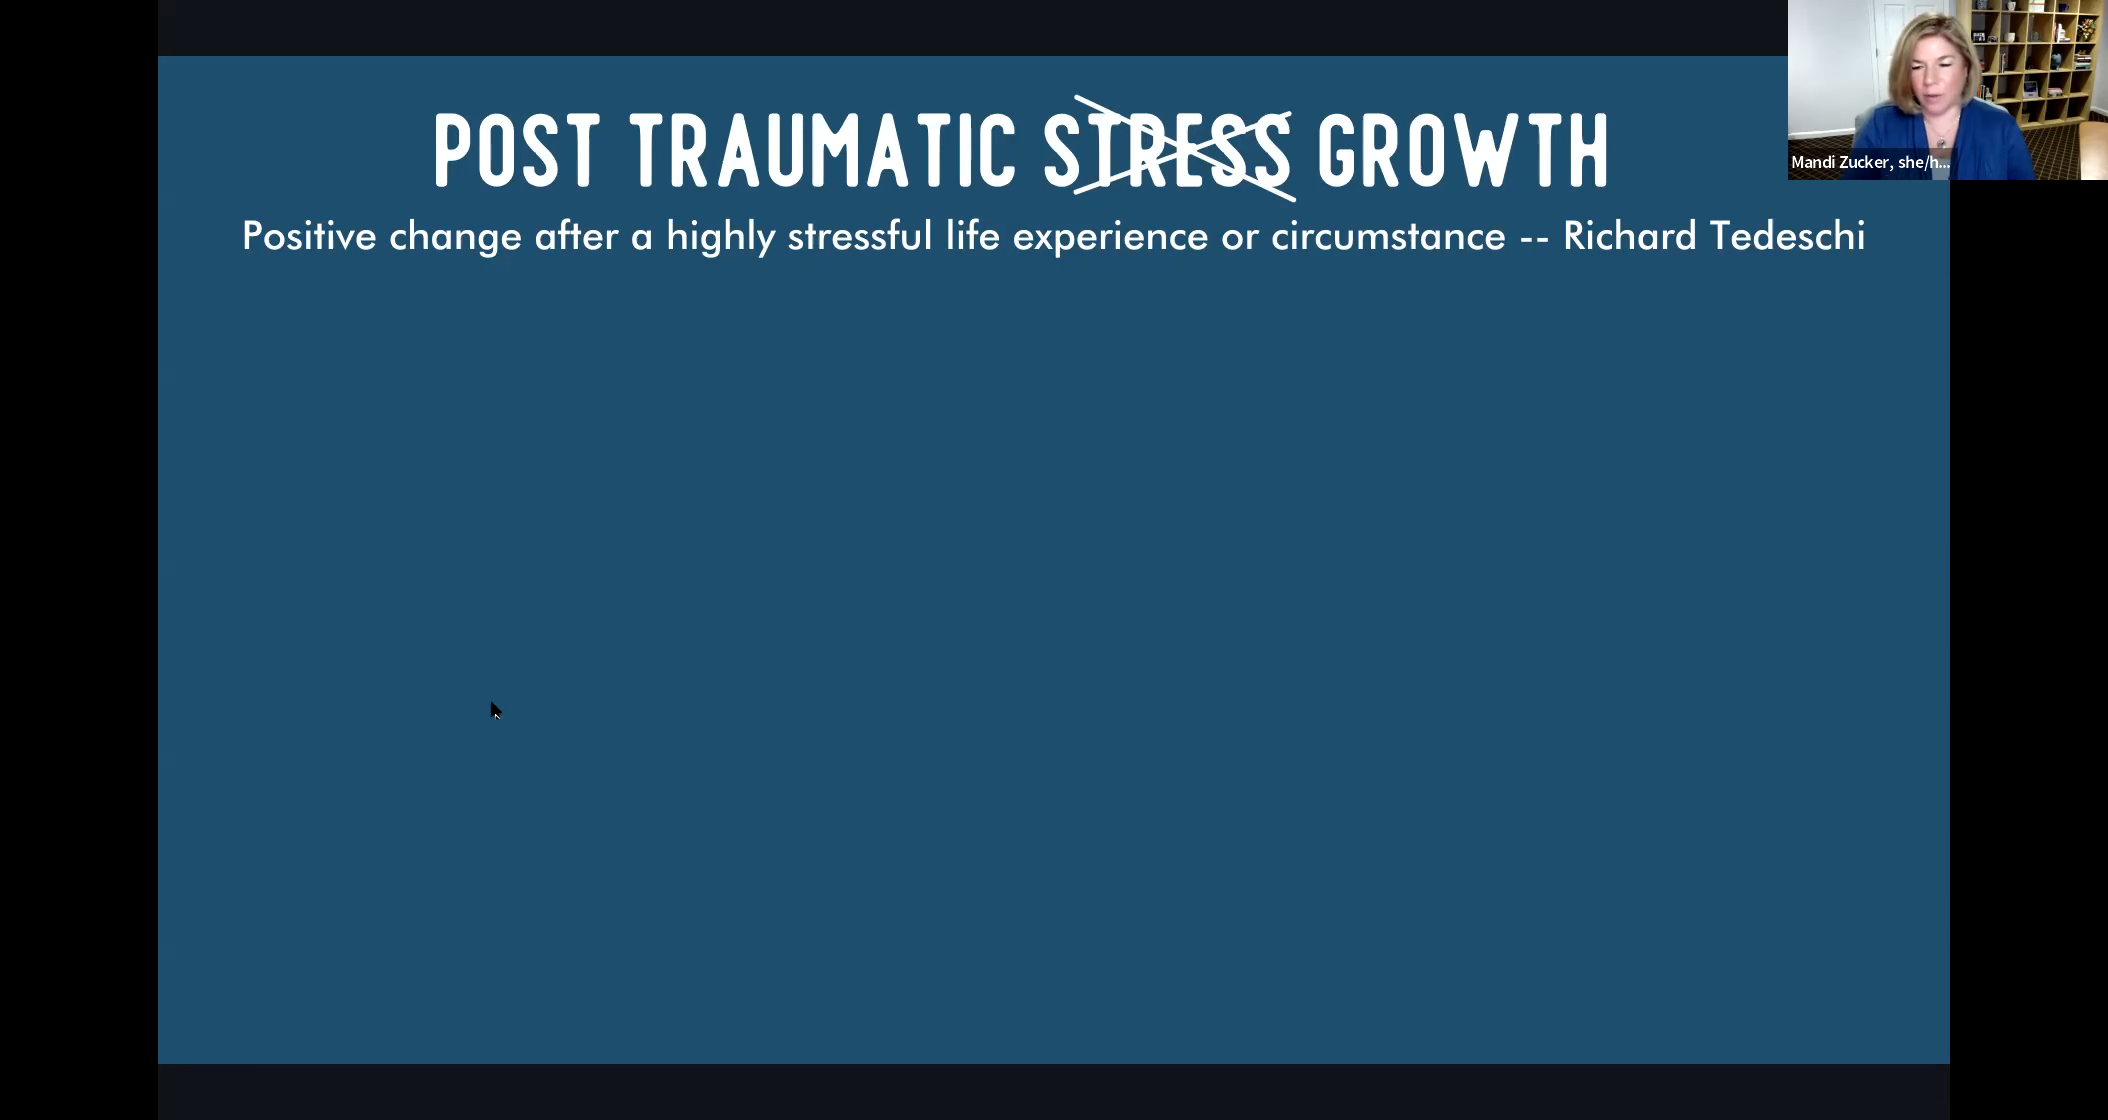 POST TRAUMATIC STRESS GROWTH
Positive change after a highly stressful life experience or circumstance -- Richard Tedeschi
Mandi Zucker, she/h...